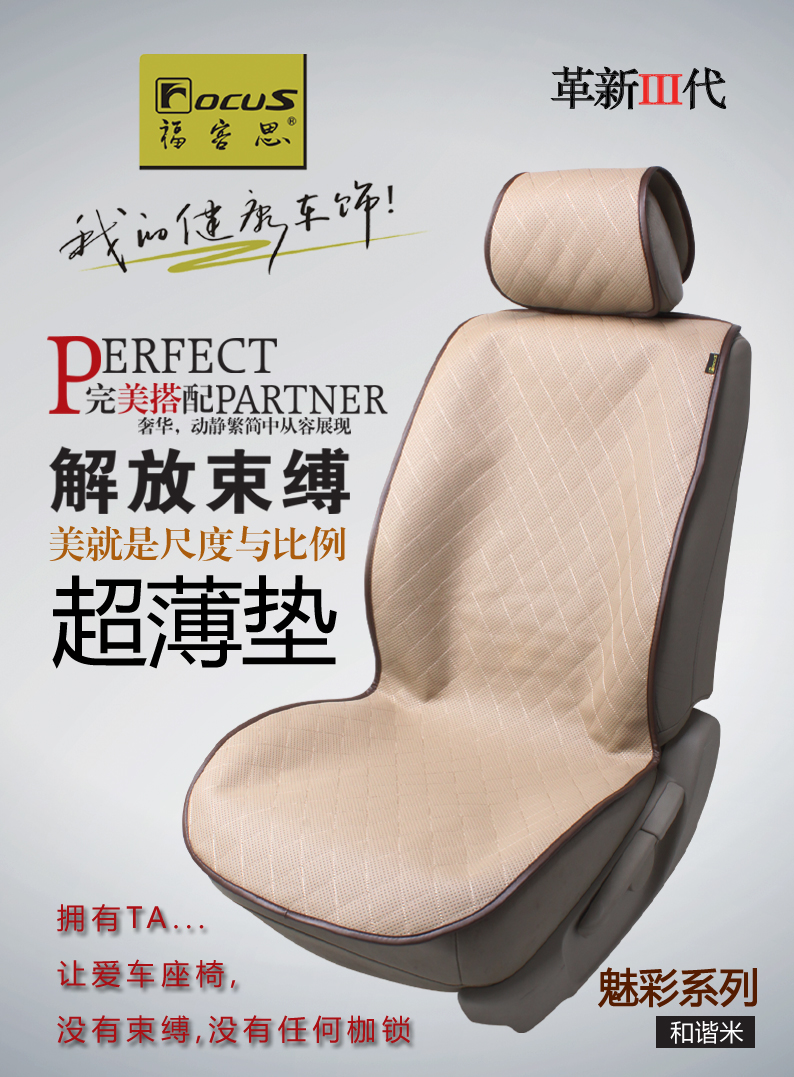 FOCUS
福客思®
革新III代
我的健康车饰!
PERFECT
完美搭配PARTNER
奢华，动静繁简中从容展现
解放束缚
美就是尺度与比例
超薄垫
FOCUS
拥有TA...
让爱车座椅,
没有束缚,没有任何枷锁
魅彩系列
和谐米